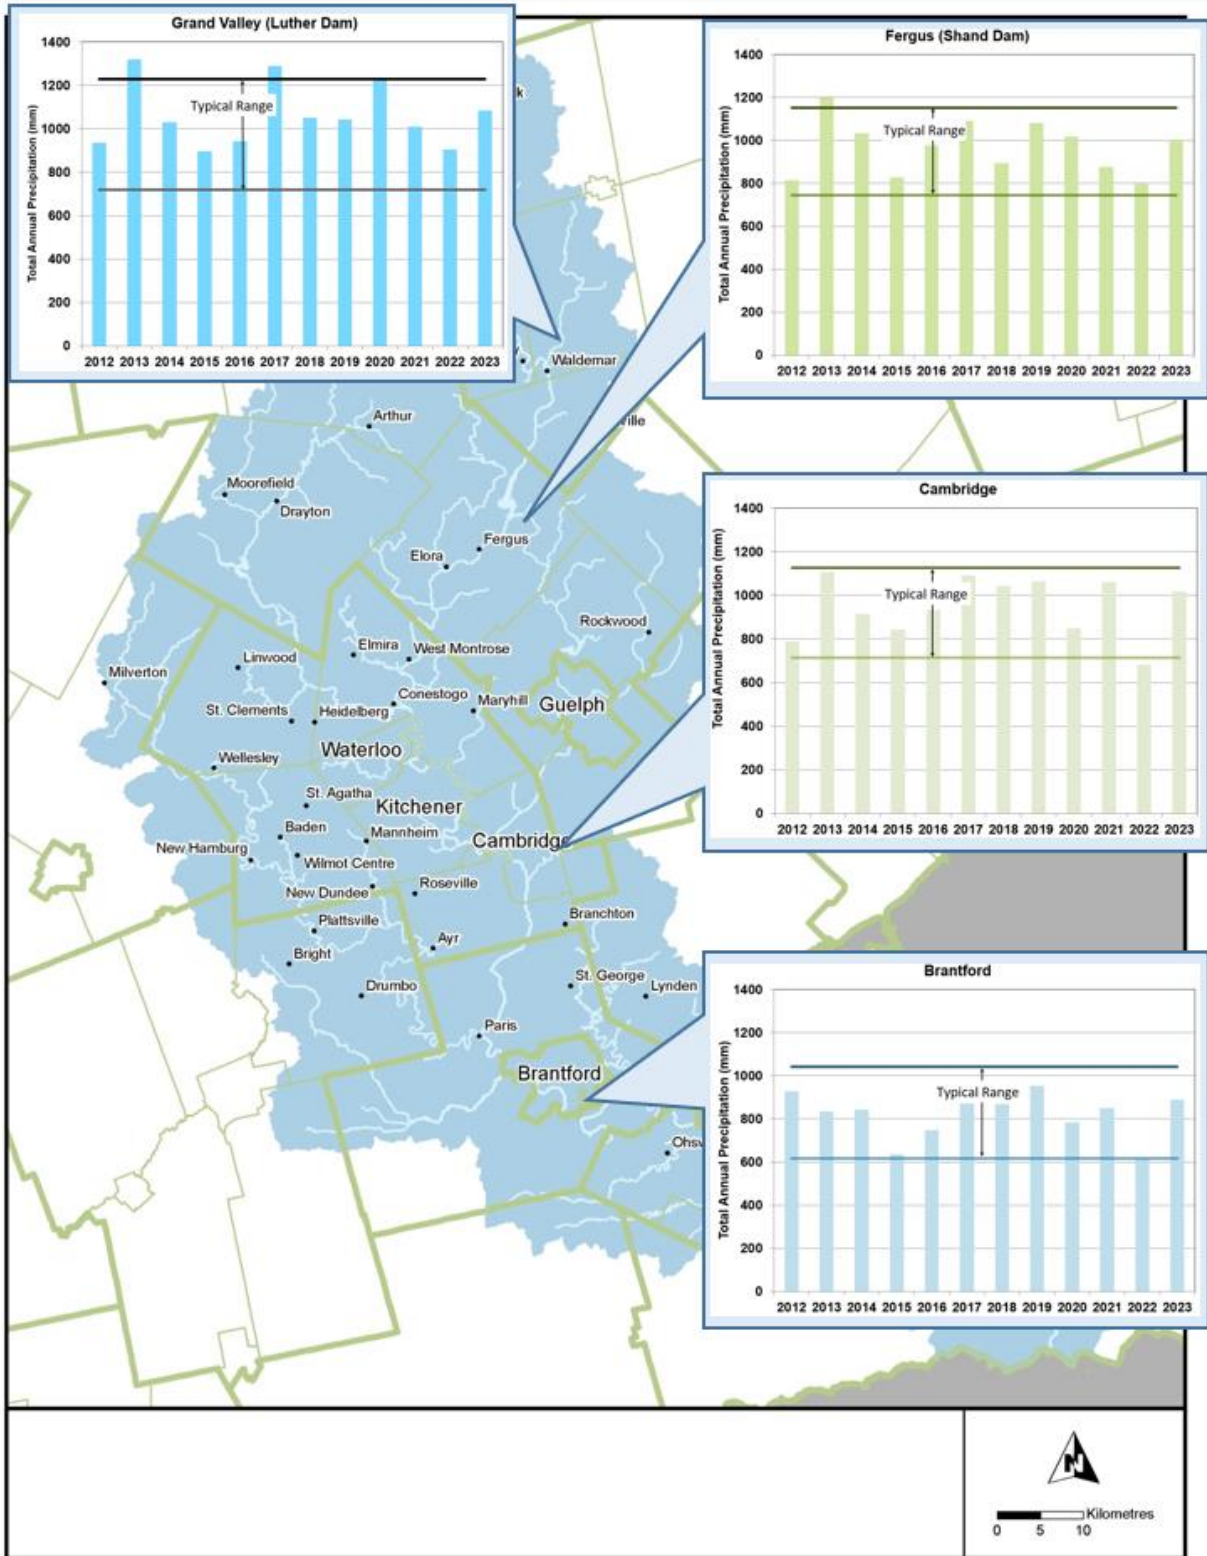 Grand Valley (Luther Dam)
Total Annual Precipitation (mm)
1400
1200
1000
800
600
400
200
0
Typical Range
2012 2013 2014 2015 2016 2017 2018 2019 2020 2021 2022 2023
Fergus (Shand Dam)
Total Annual Precipitation (mm)
1400
1200
1000
800
600
400
200
0
Typical Range
2012 2013 2014 2015 2016 2017 2018 2019 2020 2021 2022 2023
Waldemar
Arthur
ville
Moorefield
Drayton
Fergus
Elora
Rockwood
Elmira
West Montrose
Linwood
Milverton
Conestogo
Maryhill
Guelph
St. Clements
Heidelberg
Waterloo
Wellesley
St. Agatha
Kitchener
Baden
Mannheim
Cambridge
New Hamburg
Wilmot Centre
New Dundee
Roseville
Plattsville
Branchton
Ayr
Bright
St. George
Lynden
Drumbo
Paris
Brantford
Ohsw
Cambridge
Total Annual Precipitation (mm)
1400
1200
1000
800
600
400
200
0
Typical Range
2012 2013 2014 2015 2016 2017 2018 2019 2020 2021 2022 2023
Brantford
Total Annual Precipitation (mm)
1400
1200
1000
800
600
400
200
0
Typical Range
2012 2013 2014 2015 2016 2017 2018 2019 2020 2021 2022 2023
N
Kilometres
0 5 10